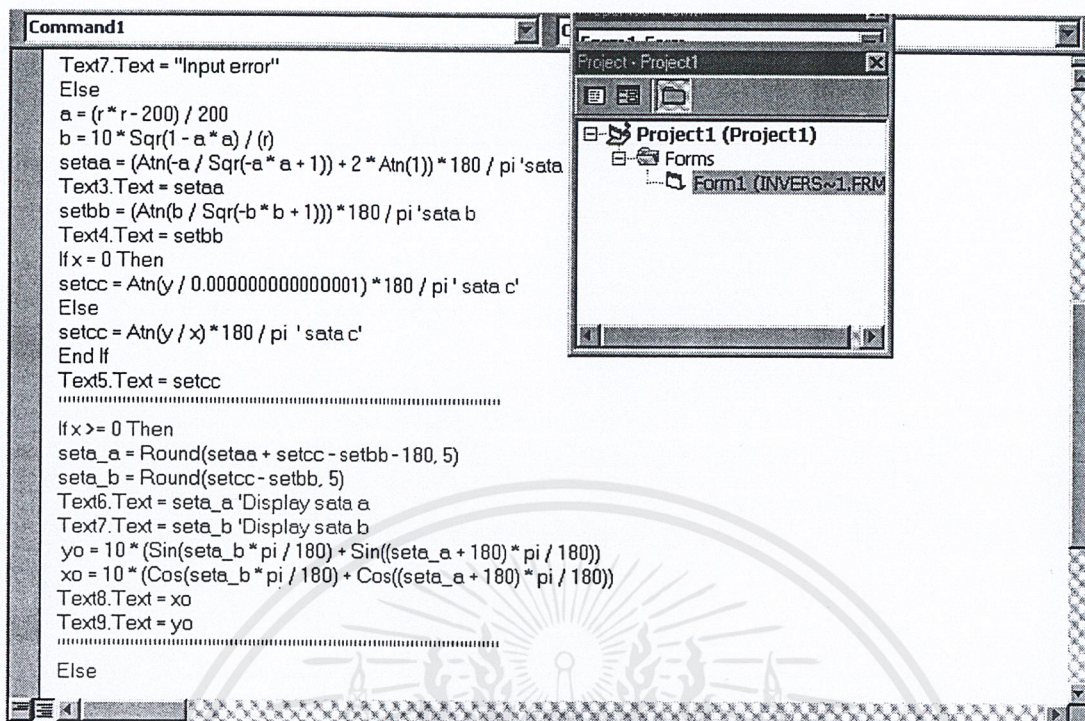 Command1
Text7.Text = "Input error"
Else
a = (r * r - 200) / 200
b = 10 * Sqr(1 - a * a) / (r)
setaa = (Atn(-a / Sqr(-a * a + 1)) + 2 * Atn(1)) * 180 / pi 'sata
Text3.Text = setaa
setbb = (Atn(b / Sqr(-b * b + 1))) * 180 / pi 'sata b
Text4.Text = setbb
If x = 0 Then
setcc = Atn(y / 0.000000000000001) * 180 / pi ' sata c'
Else
setcc = Atn(y / x) * 180 / pi ' sata c'
End If
Text5.Text = setcc
If x >= 0 Then
seta_a = Round(setaa + setcc - setbb - 180, 5)
seta_b = Round(setcc - setbb, 5)
Text6.Text = seta_a 'Display sata a
Text7.Text = seta_b 'Display sata b
yo = 10 * (Sin(seta_b * pi / 180) + Sin((seta_a + 180) * pi / 180))
xo = 10 * (Cos(seta_b * pi / 180) + Cos((seta_a + 180) * pi / 180))
Text8.Text = xo
Text9.Text = yo
Else
Project - Project1
Project1 (Project1)
Forms
Form1 (INVERS~1.FRM